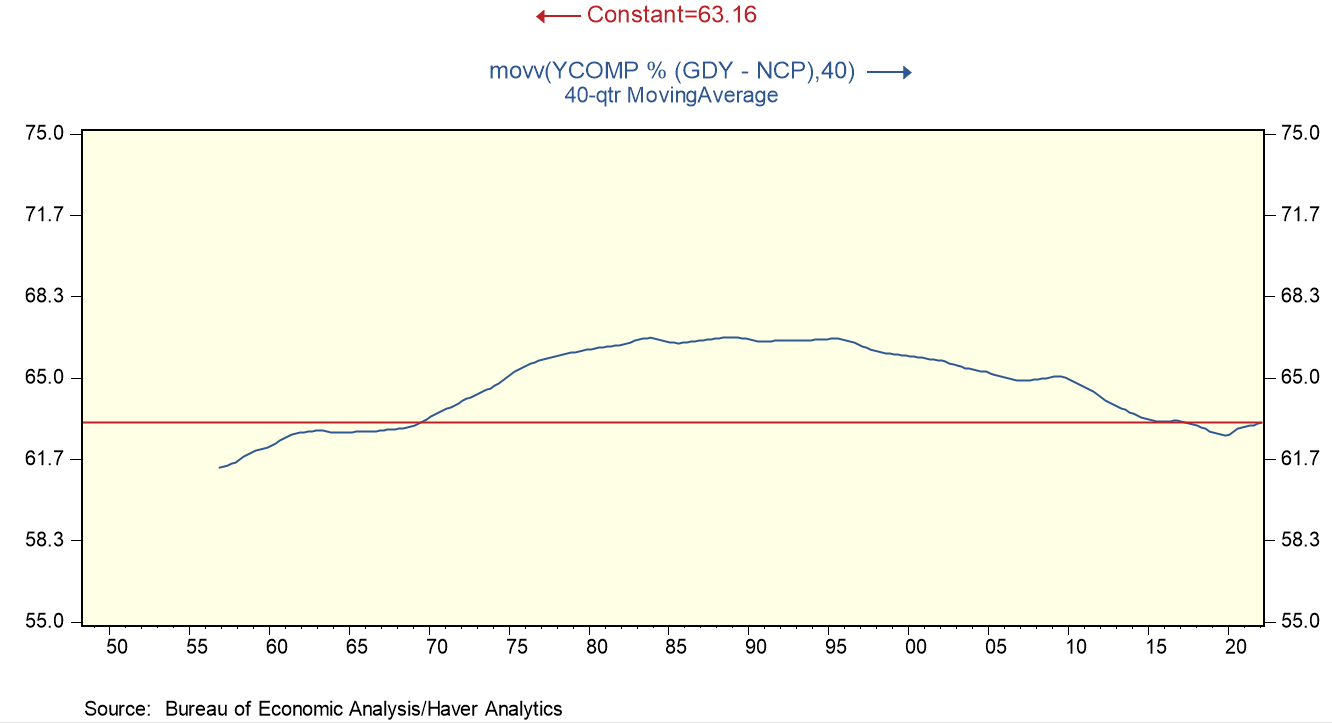 Constant=63.16
movv(YCOMP % (GDY - NCP),40)
40-qtr MovingAverage
75.0 75.0
71.7 71.7
68.3 68.3
65.0 65.0
61.7 61.7
58.3 58.3
55.0 55.0
50 55 60 65 70 75 80 85 90 95 00 05 10 15 20
Source: Bureau of Economic Analysis/Haver Analytics